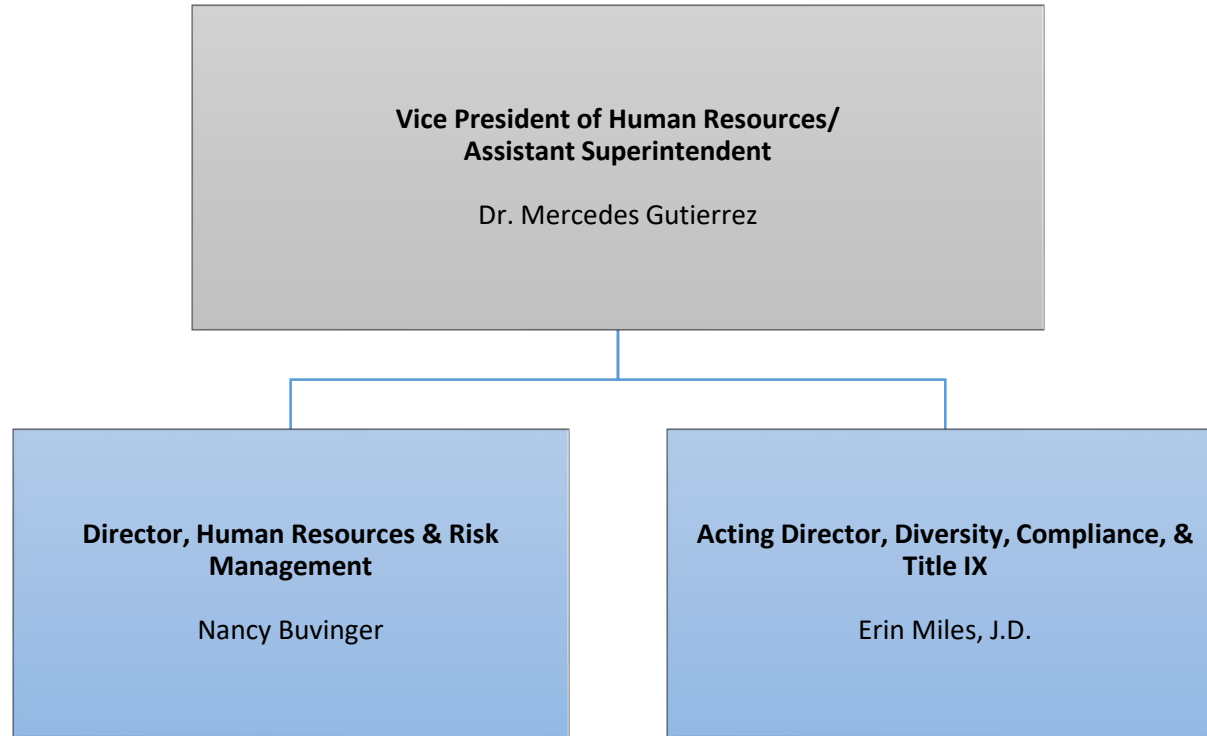 Vice President of Human Resources/
Assistant Superintendent
Dr. Mercedes Gutierrez
Director, Human Resources & Risk
Management
Nancy Buvinger
Acting Director, Diversity, Compliance, &
Title IX
Erin Miles, J.D.